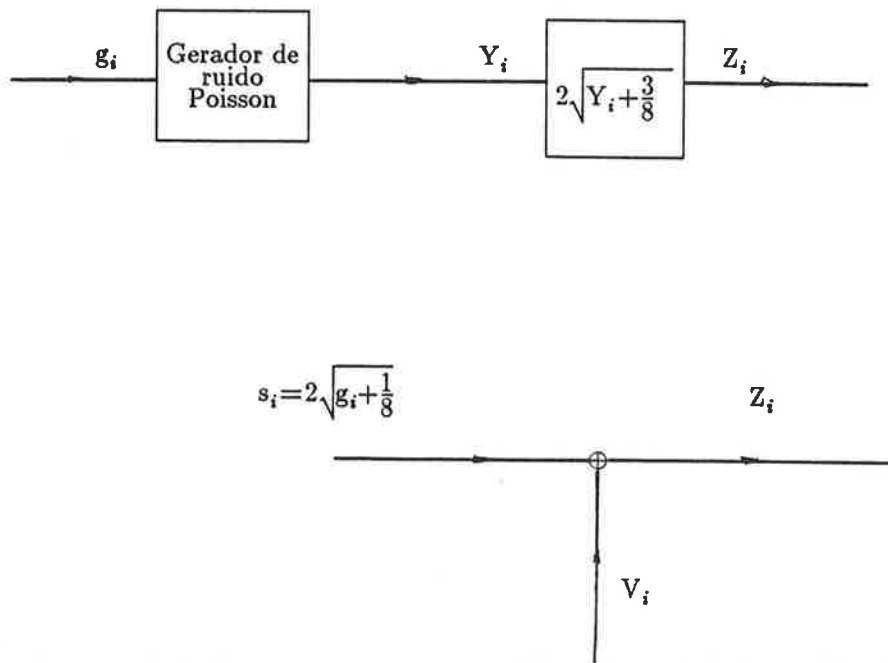 g_i
Gerador de
ruido
Poisson
Y_i
2√(Y_i+3/8)
Z_i
s_i=2√(g_i+1/8)
Z_i
V_i